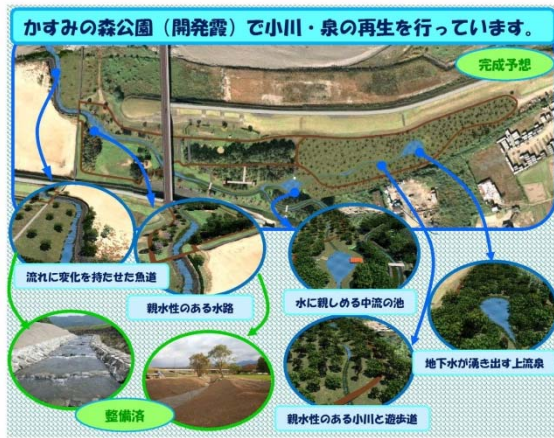 かすみの森公園（開発霞）で小川・泉の再生を行っています。
完成予想
流れに変化を持たせた魚道
親水性のある水路
水に親しめる中流の池
地下水が湧き出す上流泉
親水性のある小川と遊歩道
整備済